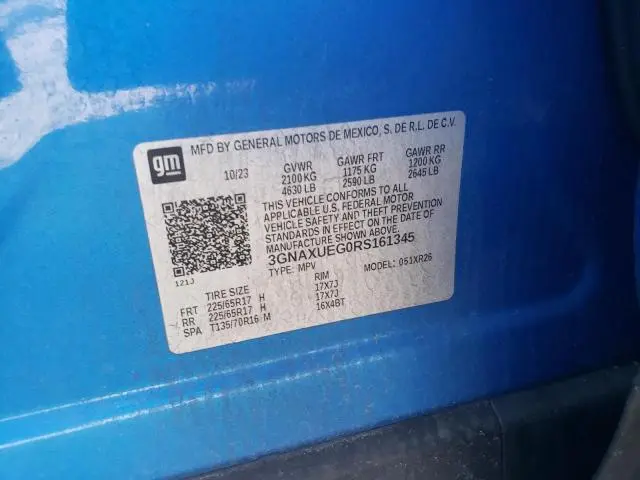 gm
MFD BY GENERAL MOTORS DE MEXICO, S. DE R.L. DE C.V.
10/23 GVWR GAWR FRT GAWR RR
2100 KG 1175 KG 1200 KG
4630 LB 2590 LB 2645 LB
THIS VEHICLE CONFORMS TO ALL
APPLICABLE U.S. FEDERAL MOTOR
VEHICLE SAFETY AND THEFT PREVENTION
STANDARDS IN EFFECT ON THE DATE OF
MANUFACTURE SHOWN ABOVE.
3GNAXUEG0RS161345
TYPE: MPV MODEL: 051XR26
121J
TIRE SIZE RIM
FRT 225/65R17 H 17X7J
RR 225/65R17 H 17X7J
SPA T135/70R16 M 16X4BT